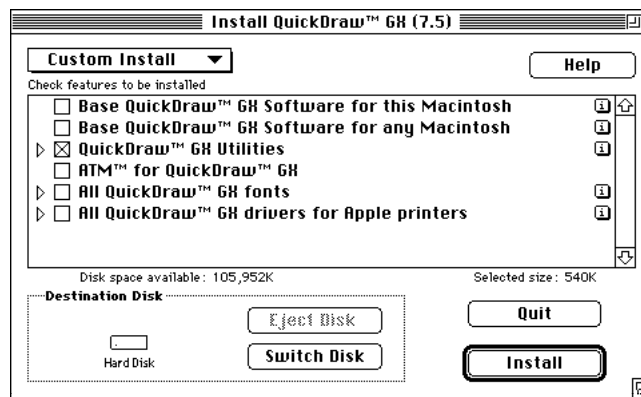 Install QuickDraw™ GX (7.5)
Custom Install
Help
Check features to be installed
Base QuickDraw™ GX Software for this Macintosh
Base QuickDraw™ GX Software for any Macintosh
QuickDraw™ GX Utilities
ATM™ for QuickDraw™ GX
All QuickDraw™ GX fonts
All QuickDraw™ GX drivers for Apple printers
Disk space available: 105,952K
Selected size: 540K
Destination Disk
Eject Disk
Quit
Hard Disk
Switch Disk
Install